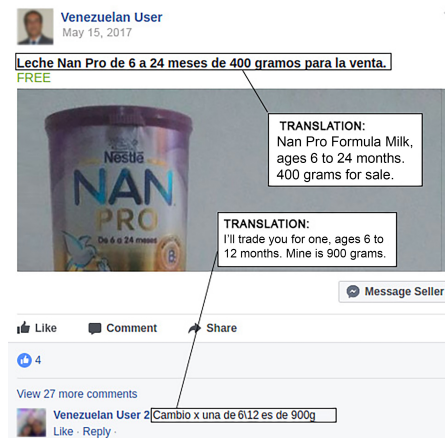 Venezuelan User
May 15, 2017
Leche Nan Pro de 6 a 24 meses de 400 gramos para la venta.
FREE
TRANSLATION:
Nan Pro Formula Milk,
ages 6 to 24 months.
400 grams for sale.
Nestlé
NAN
PRO
De 6 a 24 meses
B
TRANSLATION:
I'll trade you for one, ages 6 to
12 months. Mine is 900 grams.
Message Seller
Like Comment Share
4
View 27 more comments
Venezuelan User 2 Cambio x una de 6\12 es de 900g
Like · Reply ·